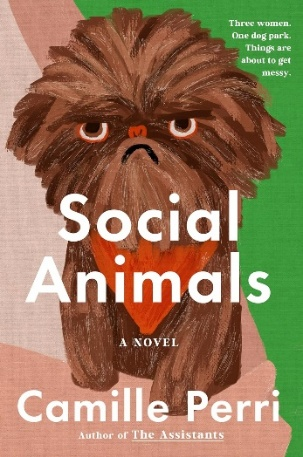 Three women.
One dog park.
Things are
about to get
messy.
Social
Animals
A NOVEL
Camille Perri
Author of The Assistants